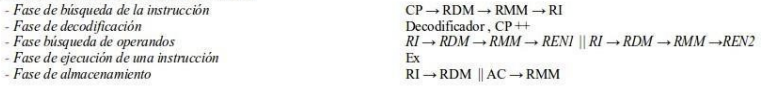 - Fase de búsqueda de la instrucción CP → RDM → RMM → RI
- Fase de decodificación Decodificador , CP ++
- Fase búsqueda de operandos RI → RDM → RMM → REN1 || RI → RDM → RMM →REN2
- Fase de ejecución de una instrucción Ex
- Fase de almacenamiento RI → RDM || AC → RMM